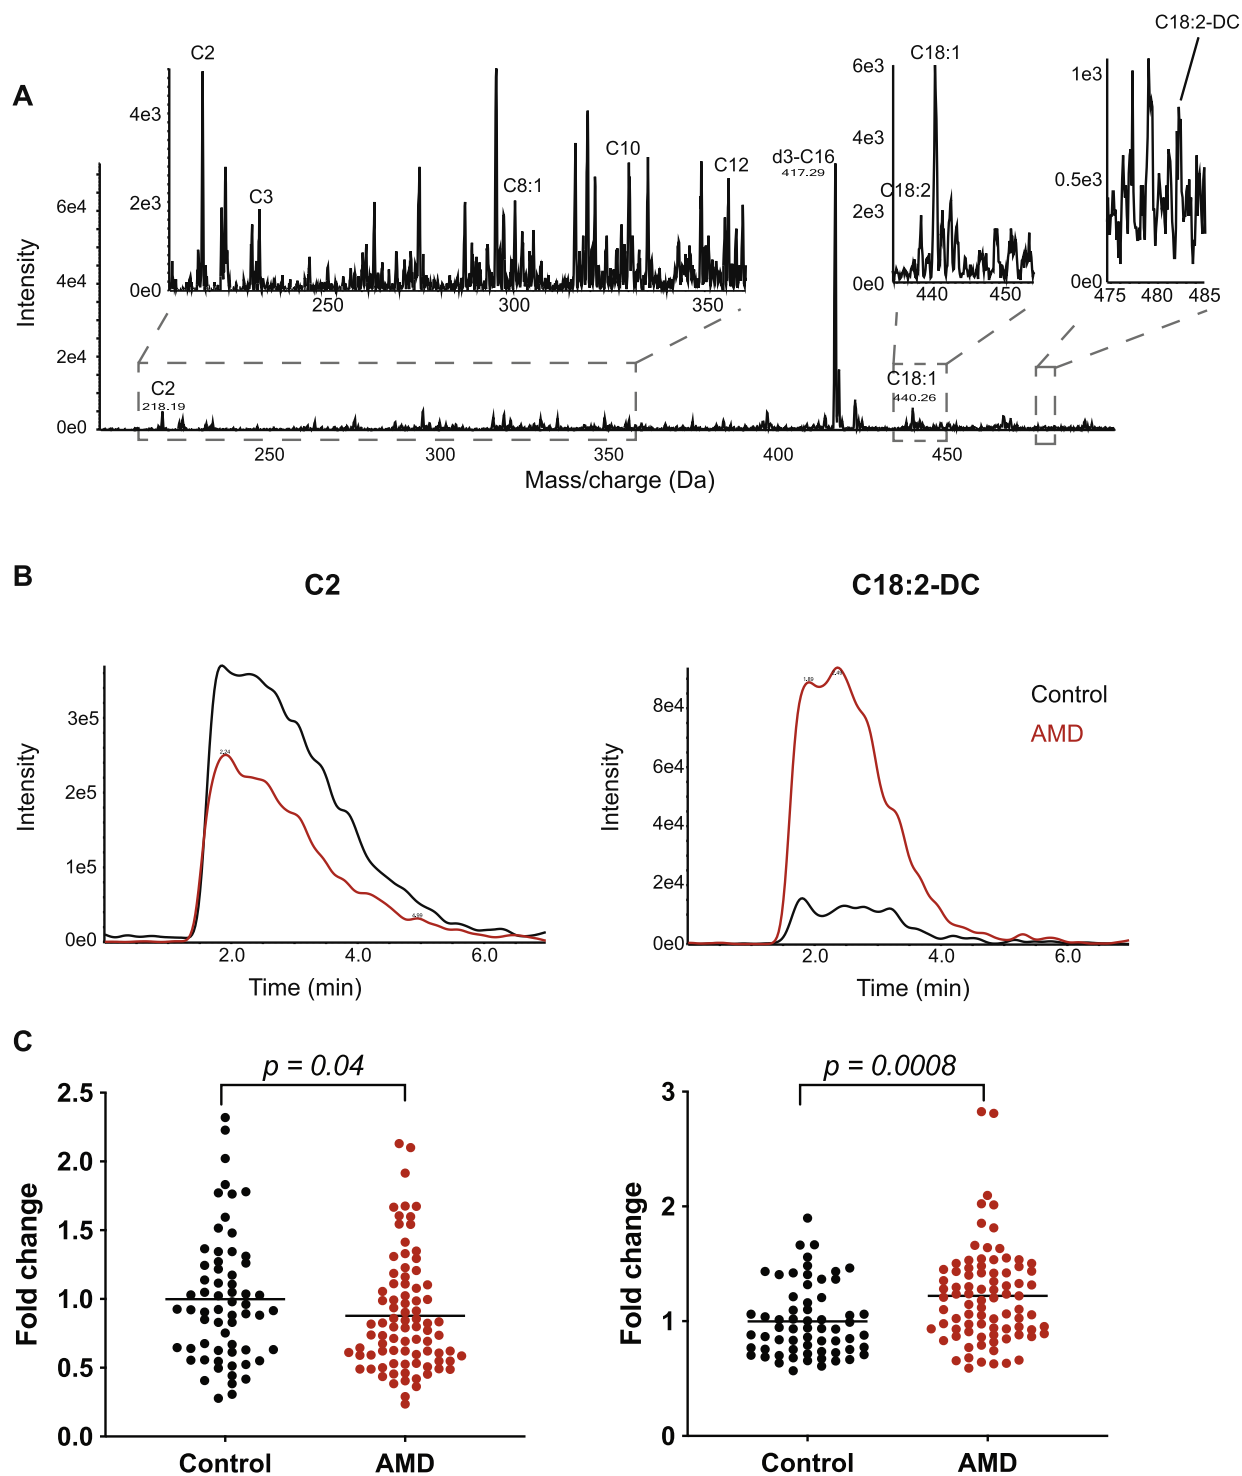 C18:2-DC
A
C2
C18:1
6e3
1e3
4e3
4e3
d3-C16
417.29
C10
C12
C3
C8:1
C18:2
0.5e3
2e3
2e3
6e4
0e0
0e0
0e0
250
300
350
440
450
475
480
485
Intensity
4e4
2e4
0e0
C2
218.19
C18:1
440.26
250
300
350
400
450
Mass/charge (Da)
B
C2
C18:2-DC
Intensity
3e5
2e5
1e5
0e0
2.24
4.99
2.0
4.0
6.0
Time (min)
Intensity
8e4
6e4
4e4
2e4
0e0
1.89
2.0
4.0
6.0
Time (min)
Control
AMD
C
p = 0.04
Fold change
2.5
2.0
1.5
1.0
0.5
0.0
Control
AMD
p = 0.0008
Fold change
3
2
1
0
Control
AMD